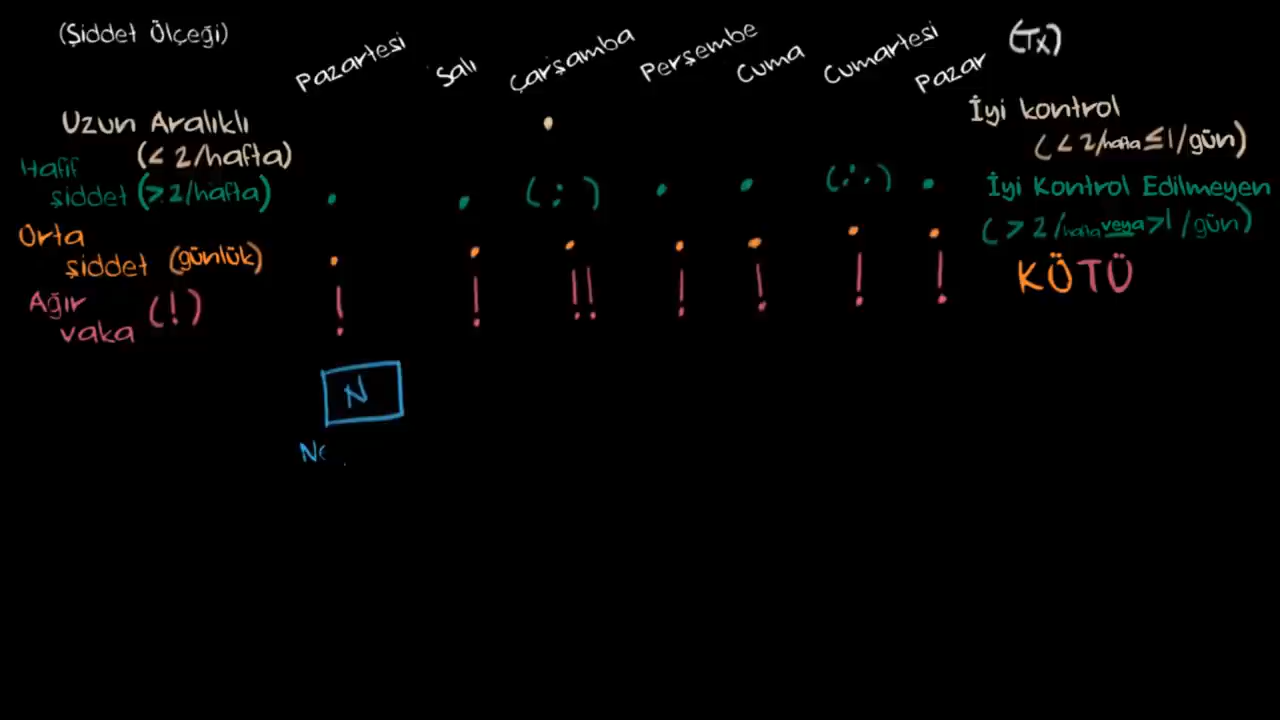 (Şiddet Ölçeği)
Pazartesi Salı Çarşamba Perşembe Cuma Cumartesi Pazar (Tx)
Uzun Aralıklı
(< 2/hafta)
Hafif
şiddet (>2/hafta)
Orta
şiddet (günlük)
Ağır
vaka (!)
İyi kontrol
(< 2/hafta ≤1/gün)
İyi Kontrol Edilmeyen
(> 2/hafta veya >1/gün)
KÖTÜ
! ! !! ! ! ! !
N
Ne